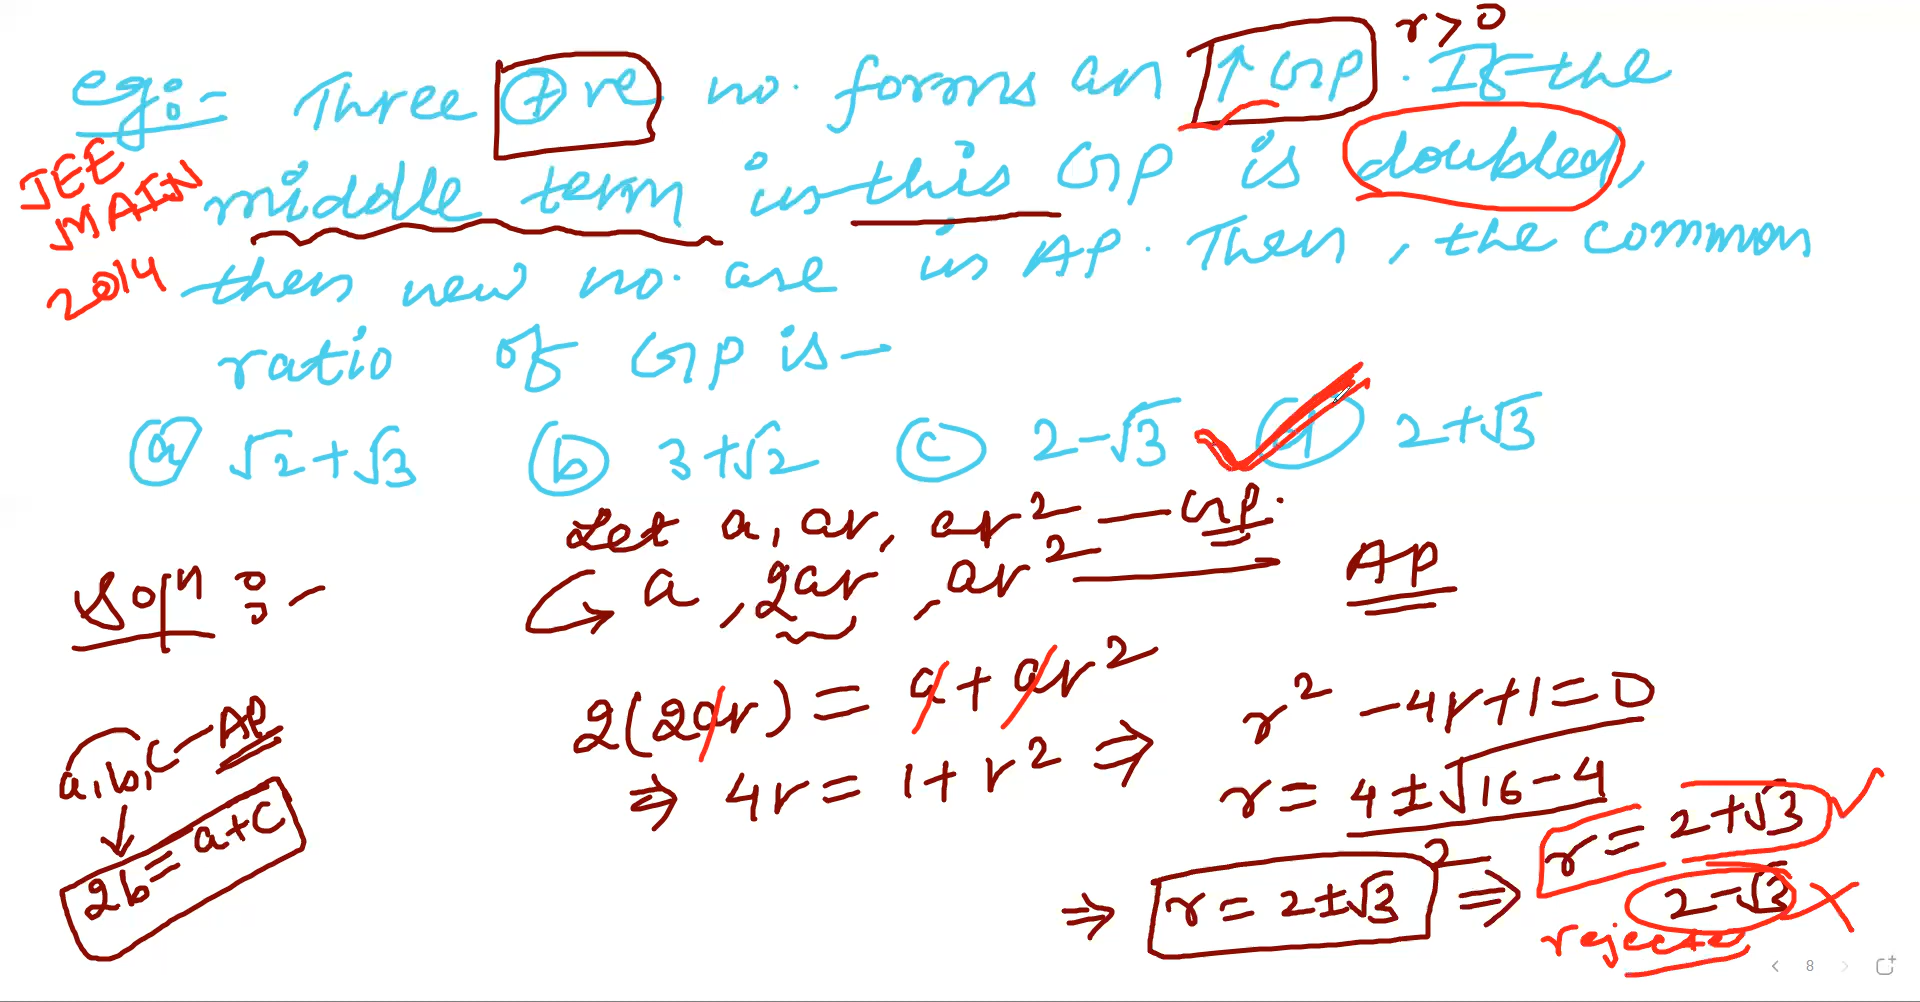 r > 0
eg:- Three ⊕ve no. forms an ↑ GP. If the
JEE MAIN 2014
middle term in this GP is doubled,
then new no. are in AP. Then, the common
ratio of GP is—
ⓐ √2+√3 ⓑ 3+√2 ⓒ 2-√3 ⓓ 2+√3
Let a, ar, ar² — GP.
Solⁿ :-
a, 2ar, ar² — AP
2(2ar) = a + ar²
⇒ 4r = 1 + r² ⇒ r² - 4r + 1 = 0
r = 4 ± √16-4
2
⇒ r = 2±√3 ⇒ r = 2+√3 ✓
2-√3 ✗
rejected
a, b, c — AP
↓
2b = a+c
8